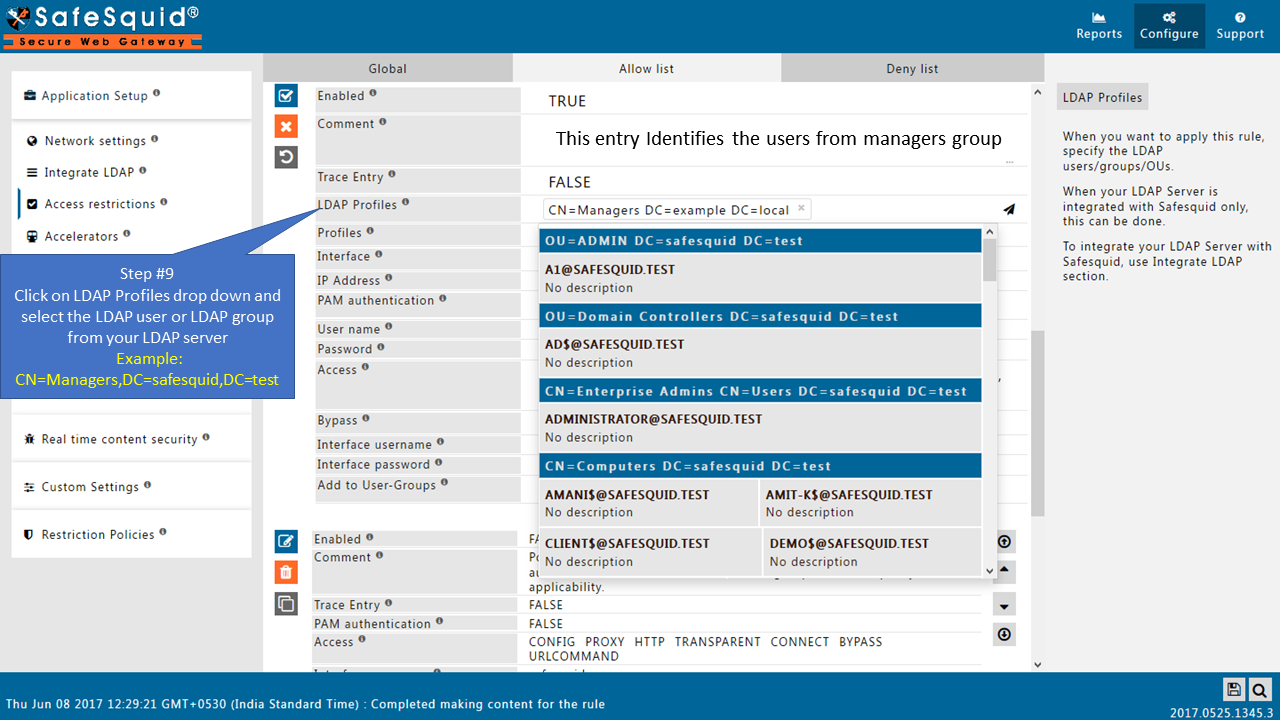 SafeSquid®
Secure Web Gateway
Reports
Configure
Support
Application Setup
Network settings
Integrate LDAP
Access restrictions
Accelerators
Step #9
Click on LDAP Profiles drop down and
select the LDAP user or LDAP group
from your LDAP server
Example:
CN=Managers,DC=safesquid,DC=test
Real time content security
Custom Settings
Restriction Policies
Global
Allow list
Deny list
Enabled
TRUE
Comment
This entry Identifies the users from managers group
...
Trace Entry
FALSE
LDAP Profiles
CN=Managers DC=example DC=local ×
Profiles
Interface
IP Address
PAM authentication
User name
Password
Access
Bypass
Interface username
Interface password
Add to User-Groups
OU=ADMIN DC=safesquid DC=test
A1@SAFESQUID.TEST
No description
OU=Domain Controllers DC=safesquid DC=test
AD$@SAFESQUID.TEST
No description
CN=Enterprise Admins CN=Users DC=safesquid DC=test
ADMINISTRATOR@SAFESQUID.TEST
No description
CN=Computers DC=safesquid DC=test
AMANI$@SAFESQUID.TEST
No description
AMIT-K$@SAFESQUID.TEST
No description
CLIENT$@SAFESQUID.TEST
No description
DEMO$@SAFESQUID.TEST
No description
Enabled
Comment
applicability.
Trace Entry
FALSE
PAM authentication
FALSE
Access
CONFIG PROXY HTTP TRANSPARENT CONNECT BYPASS
URLCOMMAND
LDAP Profiles
When you want to apply this rule,
specify the LDAP
users/groups/OUs.
When your LDAP Server is
integrated with Safesquid only,
this can be done.
To integrate your LDAP Server with
Safesquid, use Integrate LDAP
section.
Thu Jun 08 2017 12:29:21 GMT+0530 (India Standard Time) : Completed making content for the rule
2017.0525.1345.3